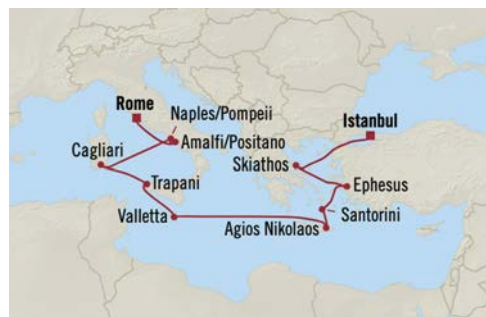 Rome
Naples/Pompeii
Amalfi/Positano
Istanbul
Cagliari
Skiathos
Trapani
Ephesus
Valletta
Santorini
Agios Nikolaos